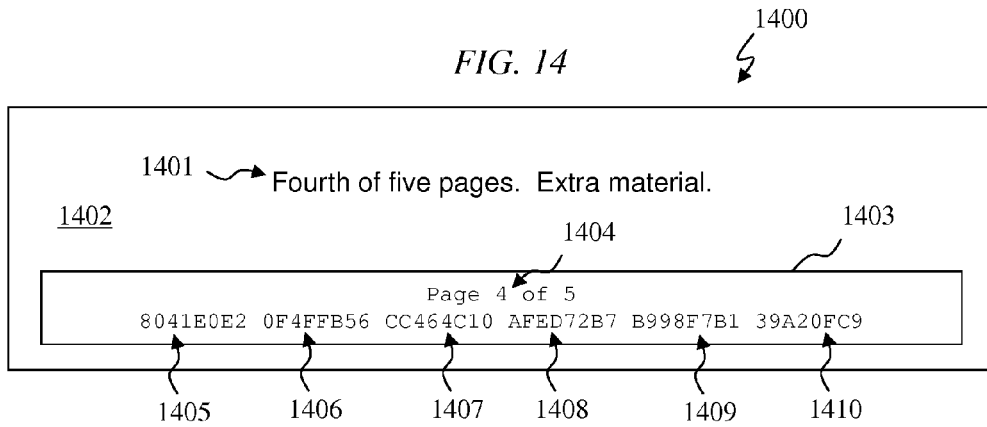 1400
FIG. 14
1401
Fourth of five pages. Extra material.
1402
1404
1403
Page 4 of 5
8041E0E2 0F4FFB56 CC464C10 AFED72B7 B998F7B1 39A20FC9
1405 1406 1407 1408 1409 1410